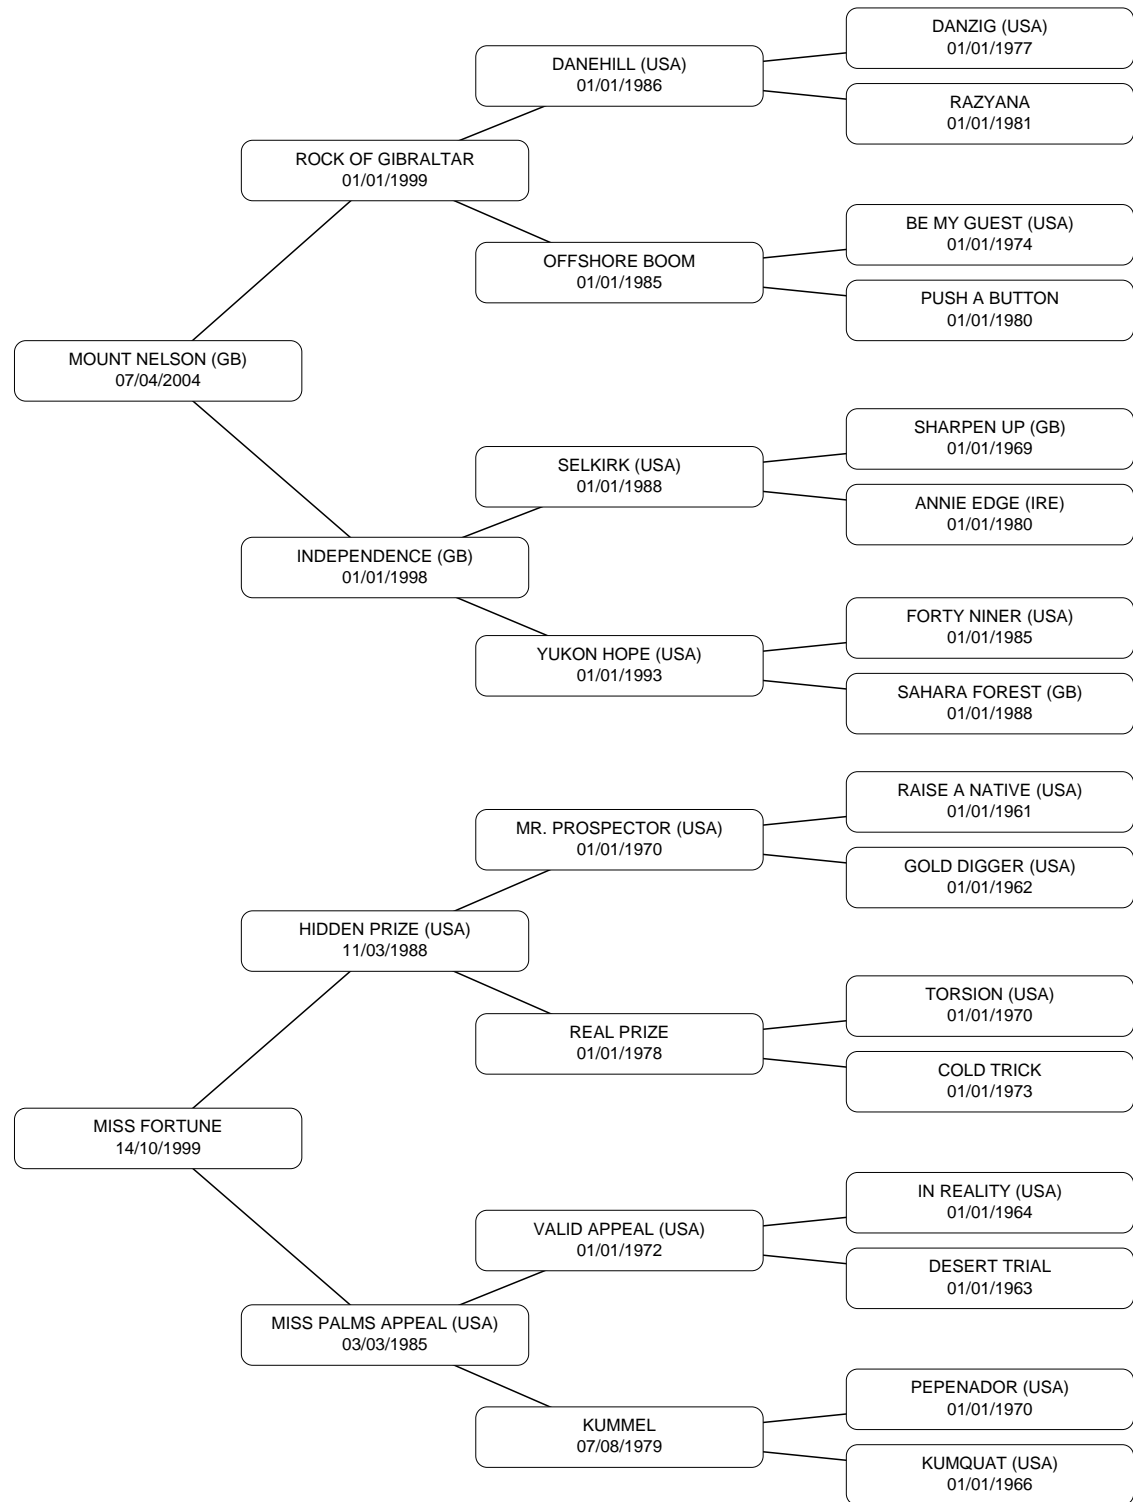 DANZIG (USA)
01/01/1977
DANEHILL (USA)
01/01/1986
RAZYANA
01/01/1981
ROCK OF GIBRALTAR
01/01/1999
BE MY GUEST (USA)
01/01/1974
OFFSHORE BOOM
01/01/1985
PUSH A BUTTON
01/01/1980
MOUNT NELSON (GB)
07/04/2004
SHARPEN UP (GB)
01/01/1969
SELKIRK (USA)
01/01/1988
ANNIE EDGE (IRE)
01/01/1980
INDEPENDENCE (GB)
01/01/1998
FORTY NINER (USA)
01/01/1985
YUKON HOPE (USA)
01/01/1993
SAHARA FOREST (GB)
01/01/1988
RAISE A NATIVE (USA)
01/01/1961
MR. PROSPECTOR (USA)
01/01/1970
GOLD DIGGER (USA)
01/01/1962
HIDDEN PRIZE (USA)
11/03/1988
TORSION (USA)
01/01/1970
REAL PRIZE
01/01/1978
COLD TRICK
01/01/1973
MISS FORTUNE
14/10/1999
IN REALITY (USA)
01/01/1964
VALID APPEAL (USA)
01/01/1972
DESERT TRIAL
01/01/1963
MISS PALMS APPEAL (USA)
03/03/1985
PEPENADOR (USA)
01/01/1970
KUMMEL
07/08/1979
KUMQUAT (USA)
01/01/1966